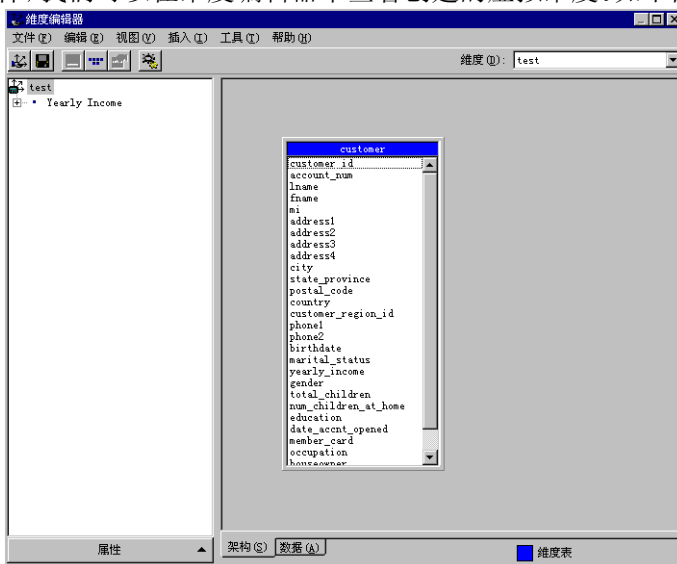 维度编辑器
文件(F) 编辑(E) 视图(V) 插入(I) 工具(T) 帮助(H)
维度(D): test
test
Yearly Income
customer
customer_id
account_num
lname
fname
mi
address1
address2
address3
address4
city
state_province
postal_code
country
customer_region_id
phone1
phone2
birthdate
marital_status
yearly_income
gender
total_children
num_children_at_home
education
date_accnt_opened
member_card
occupation
houseowner
属性
架构(S) 数据(A)
维度表